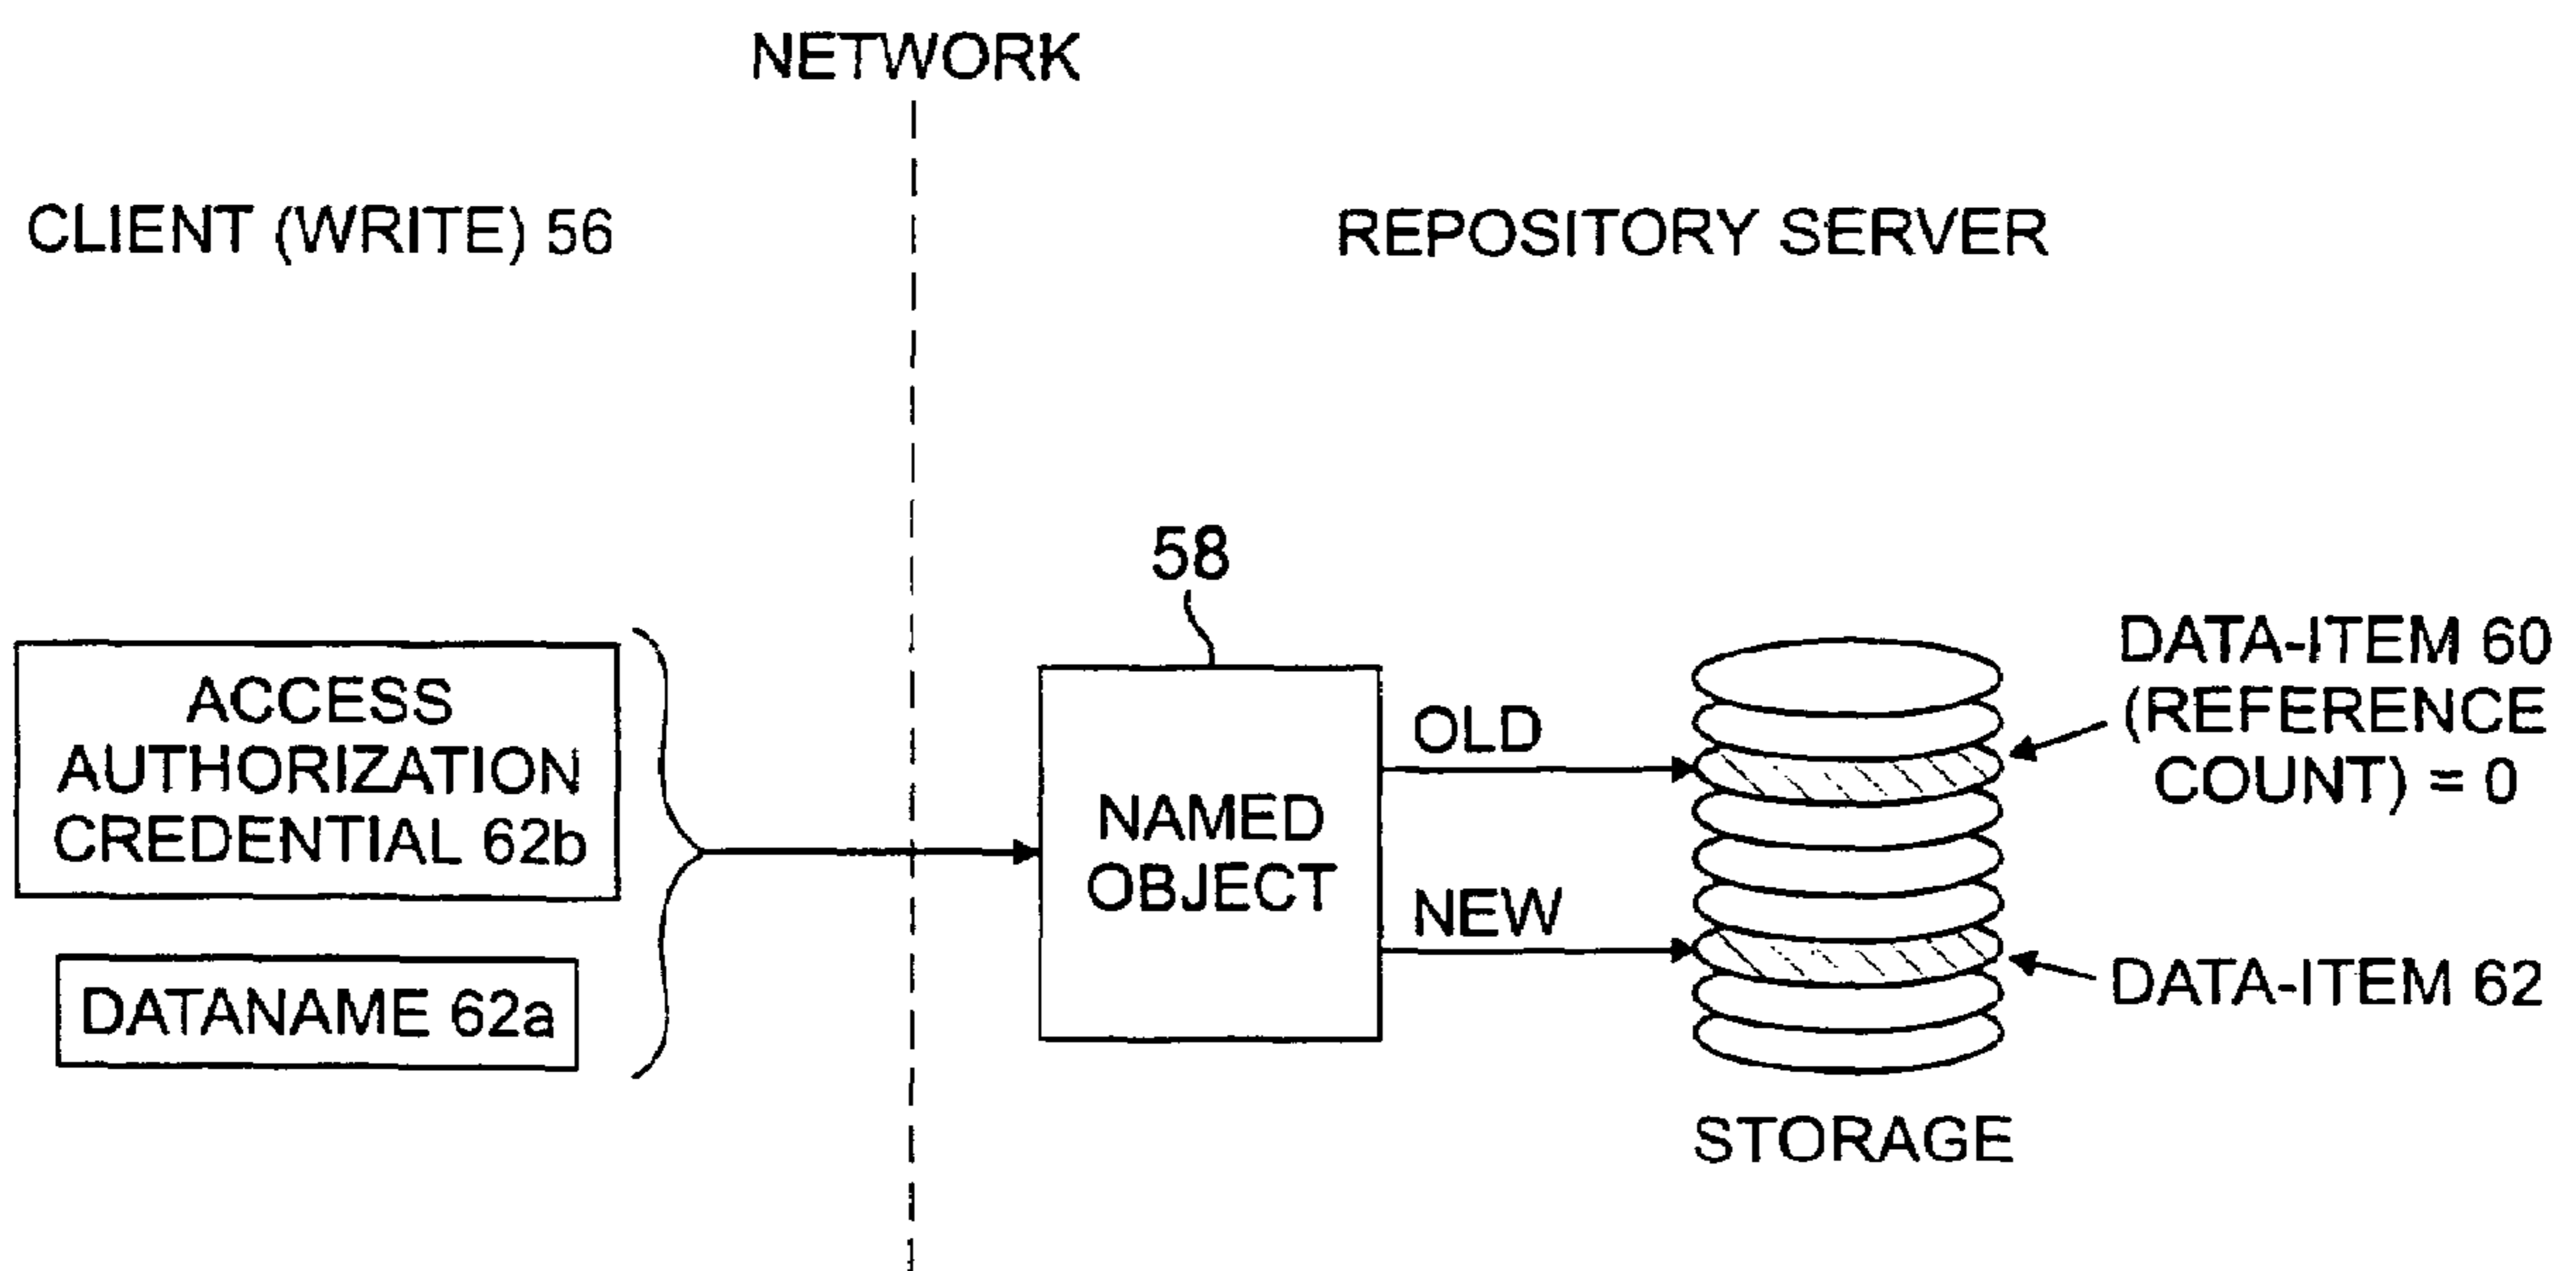 NETWORK
CLIENT (WRITE) 56
REPOSITORY SERVER
58
ACCESS
AUTHORIZATION
CREDENTIAL 62b
DATANAME 62a
NAMED
OBJECT
OLD
NEW
DATA-ITEM 60
(REFERENCE
COUNT) = 0
DATA-ITEM 62
STORAGE